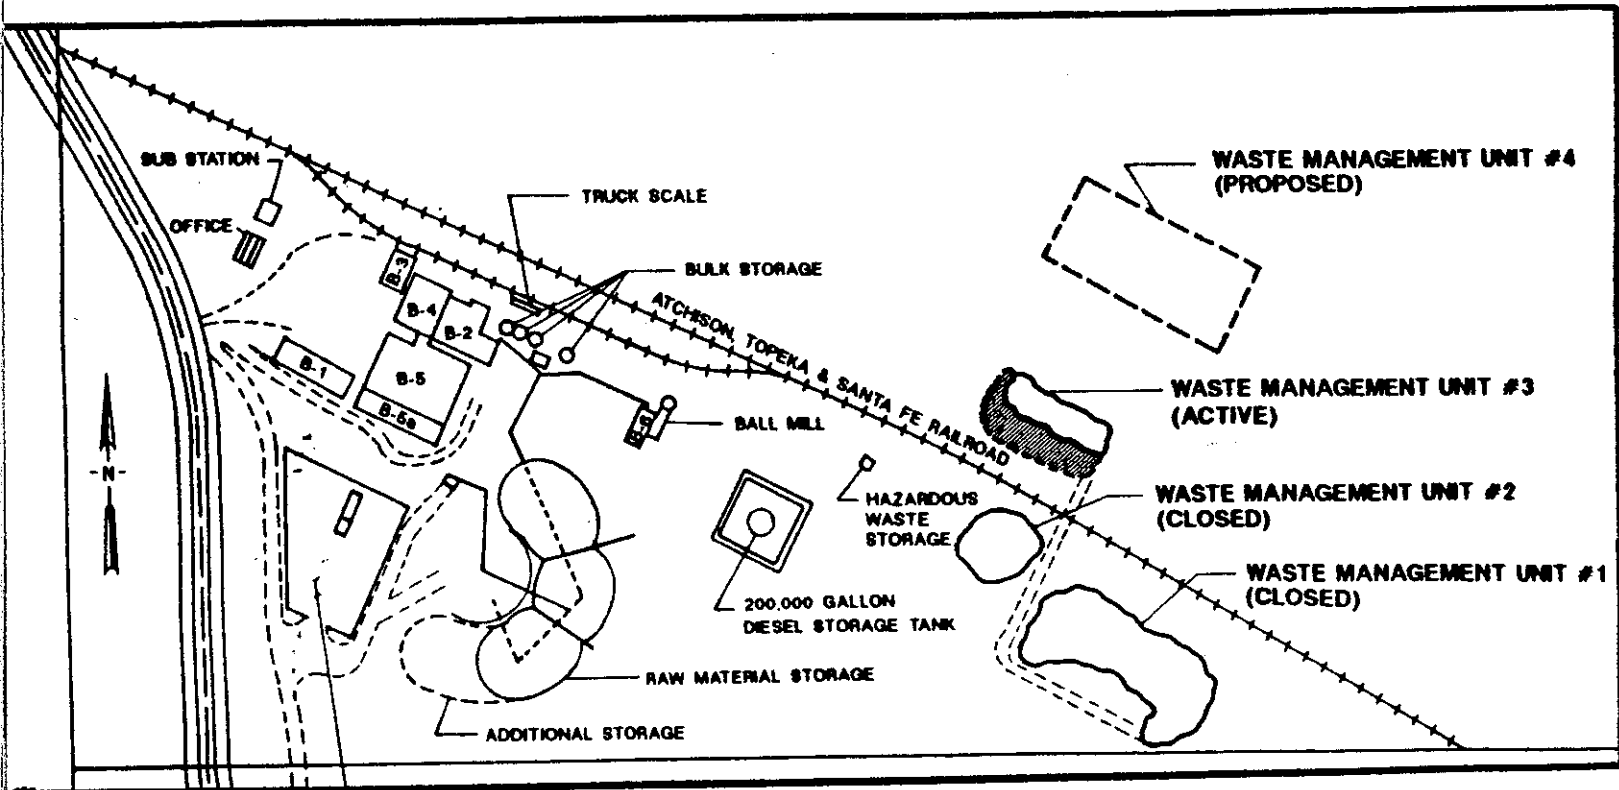 WASTE MANAGEMENT UNIT #4
(PROPOSED)
SUB STATION
TRUCK SCALE
OFFICE
BULK STORAGE
B-3
B-4
B-2
ATCHISON, TOPEKA & SANTA FE RAILROAD
B-1
B-5
B-5a
WASTE MANAGEMENT UNIT #3
(ACTIVE)
BALL MILL
-N-
HAZARDOUS
WASTE
STORAGE
WASTE MANAGEMENT UNIT #2
(CLOSED)
WASTE MANAGEMENT UNIT #1
(CLOSED)
200,000 GALLON
DIESEL STORAGE TANK
RAW MATERIAL STORAGE
ADDITIONAL STORAGE